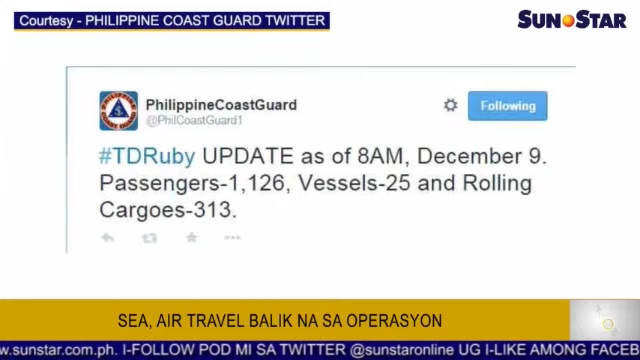 Courtesy - PHILIPPINE COAST GUARD TWITTER
SUN STAR
PhilippineCoastGuard
@PhilCoastGuard1
Following
#TDRuby UPDATE as of 8AM, December 9.
Passengers-1,126, Vessels-25 and Rolling
Cargoes-313.
SEA, AIR TRAVEL BALIK NA SA OPERASYON
w.sunstar.com.ph. I-FOLLOW POD MI SA TWITTER @sunstaronline UG I-LIKE AMONG FACEB